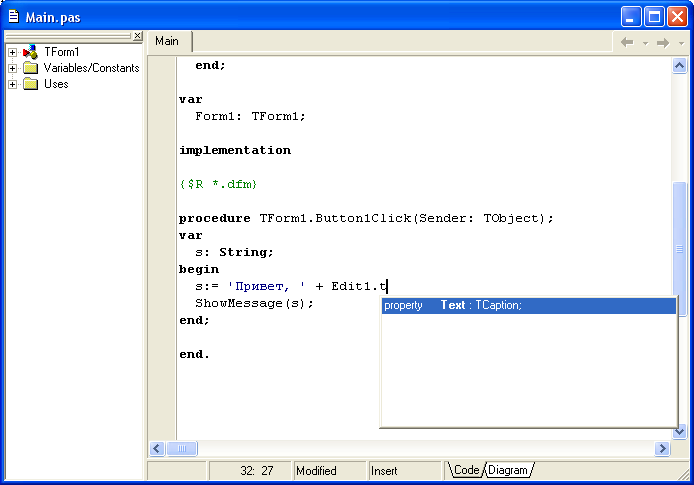 Main.pas
TForm1
Variables/Constants
Uses
Main
end;
var
Form1: TForm1;
implementation
{$R *.dfm}
procedure TForm1.Button1Click(Sender: TObject);
var
s: String;
begin
s:= 'Привет, ' + Edit1.t
ShowMessage(s);
end;
end.
property Text : TCaption;
32: 27 Modified Insert Code Diagram